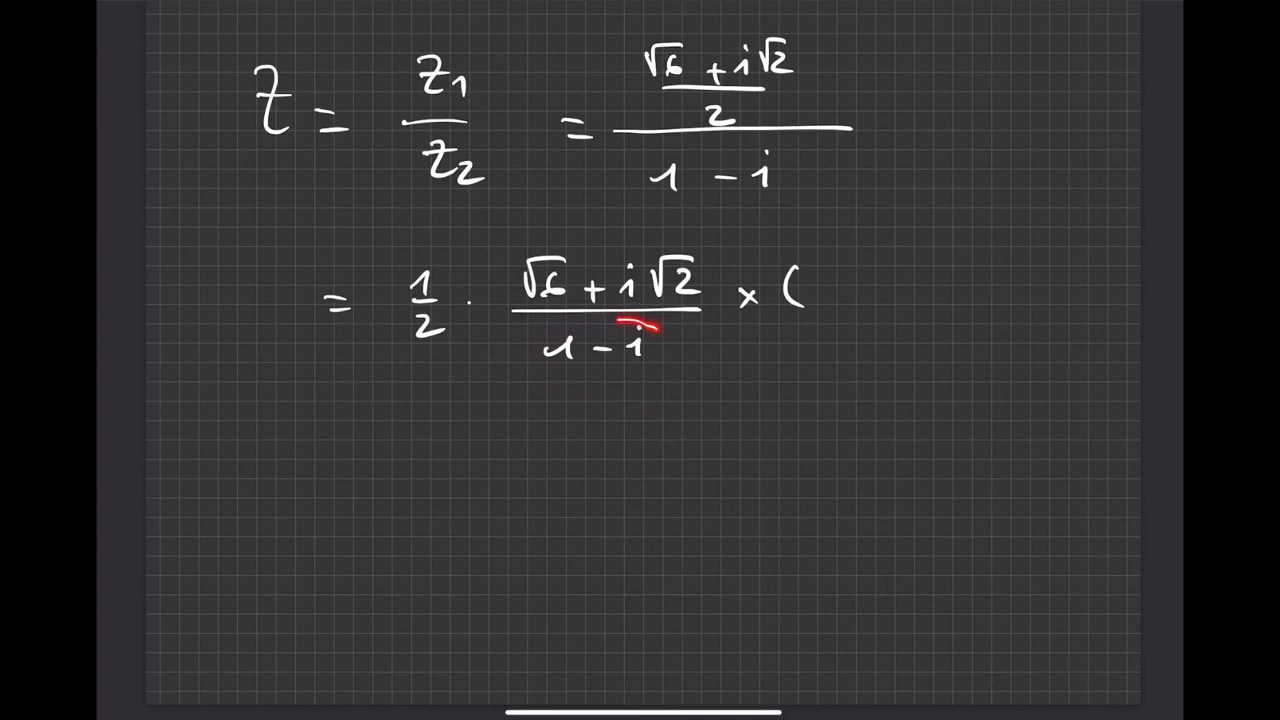 Z = Z1/Z2 = ((√6 + i√2)/2)/(1 - i)
= 1/2 · (√6 + i√2)/(1 - i) × (